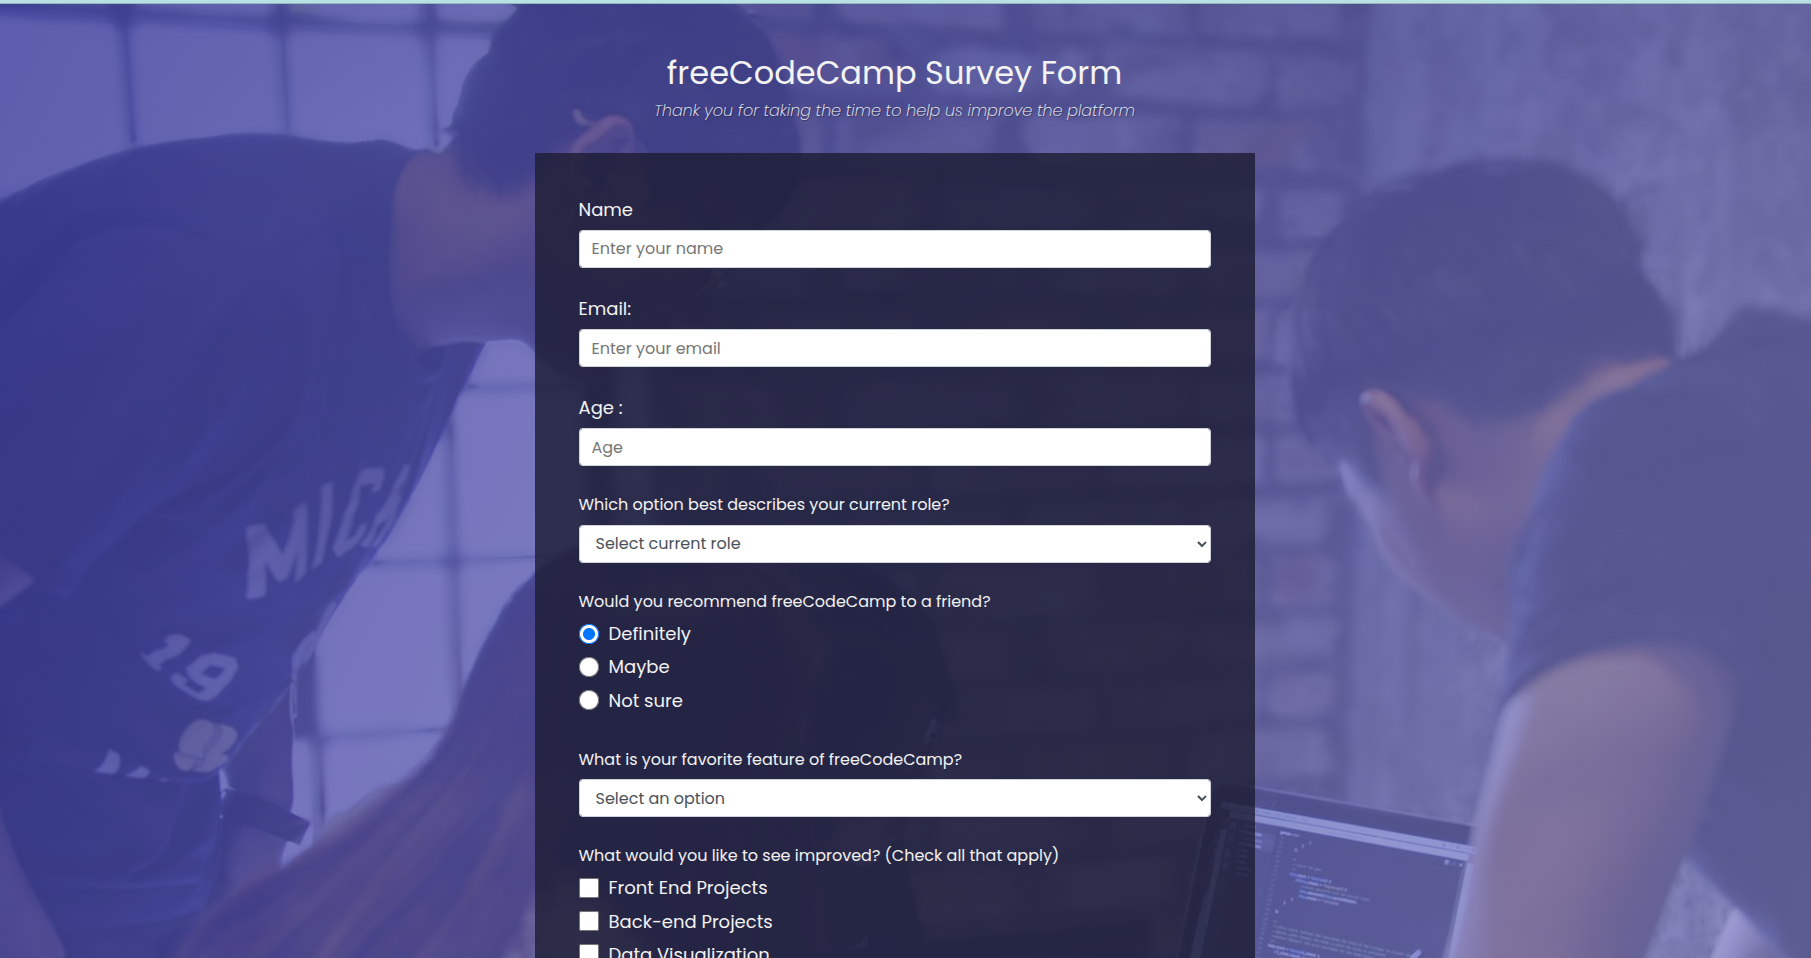 freeCodeCamp Survey Form
Thank you for taking the time to help us improve the platform
Name
Enter your name
Email:
Enter your email
Age :
Age
Which option best describes your current role?
Select current role
Would you recommend freeCodeCamp to a friend?
Definitely
Maybe
Not sure
What is your favorite feature of freeCodeCamp?
Select an option
What would you like to see improved? (Check all that apply)
Front End Projects
Back-end Projects
Data Visualization
MICH
19